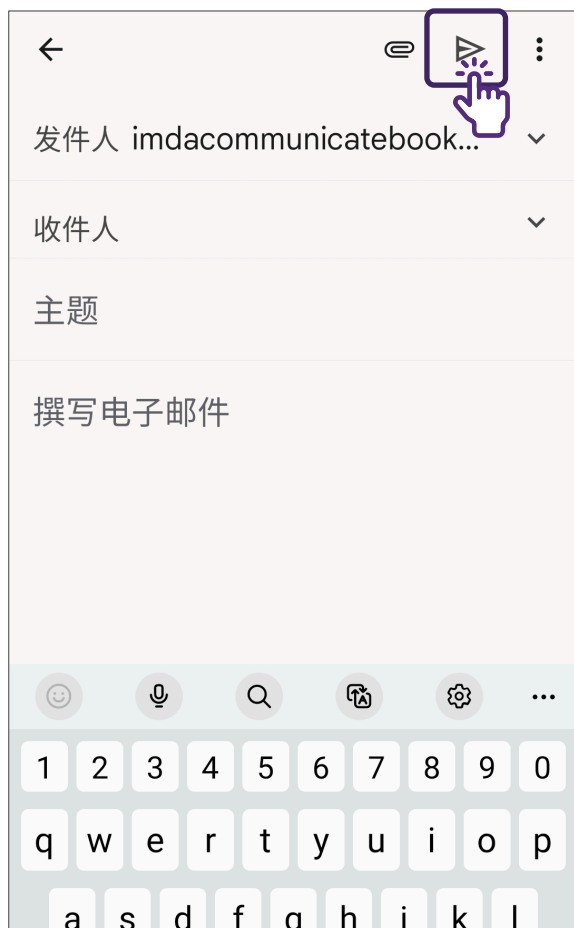 发件人 imdacommunicatebook...
收件人
主题
撰写电子邮件
1 2 3 4 5 6 7 8 9 0
q w e r t y u i o p
a s d f g h j k l